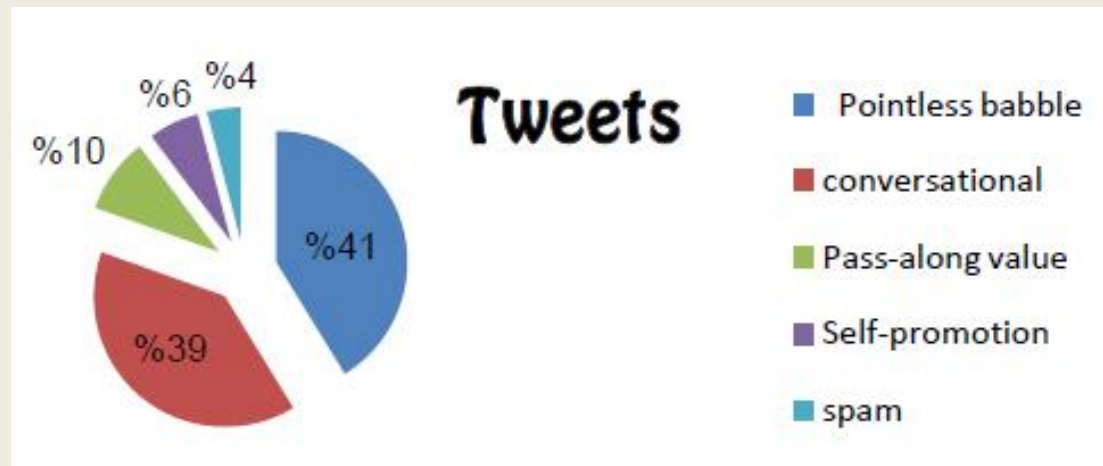 %4
%6
%10
%41
%39
Tweets
Pointless babble
conversational
Pass-along value
Self-promotion
spam